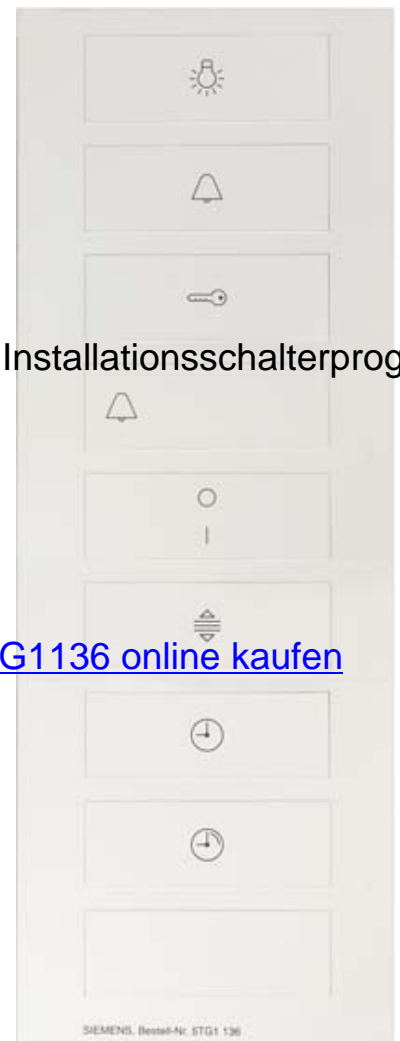 Installationsschalterprog
G1136 online kaufen
SIEMENS, Bestell-Nr. 5TG1 136